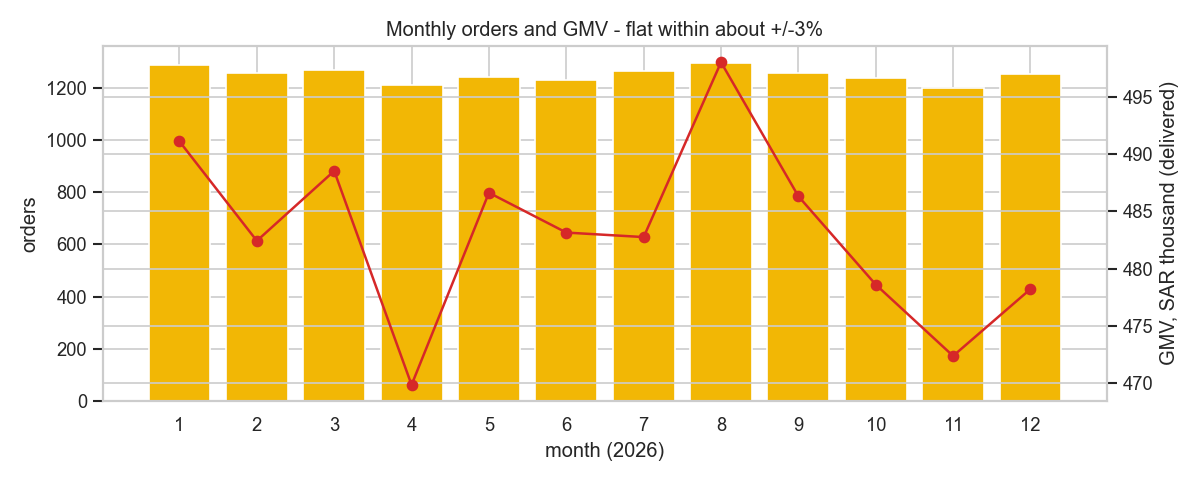 Monthly orders and GMV - flat within about +/-3%
orders
1200
1000
800
600
400
200
0
495
490
485
480
475
470
GMV, SAR thousand (delivered)
1 2 3 4 5 6 7 8 9 10 11 12
month (2026)